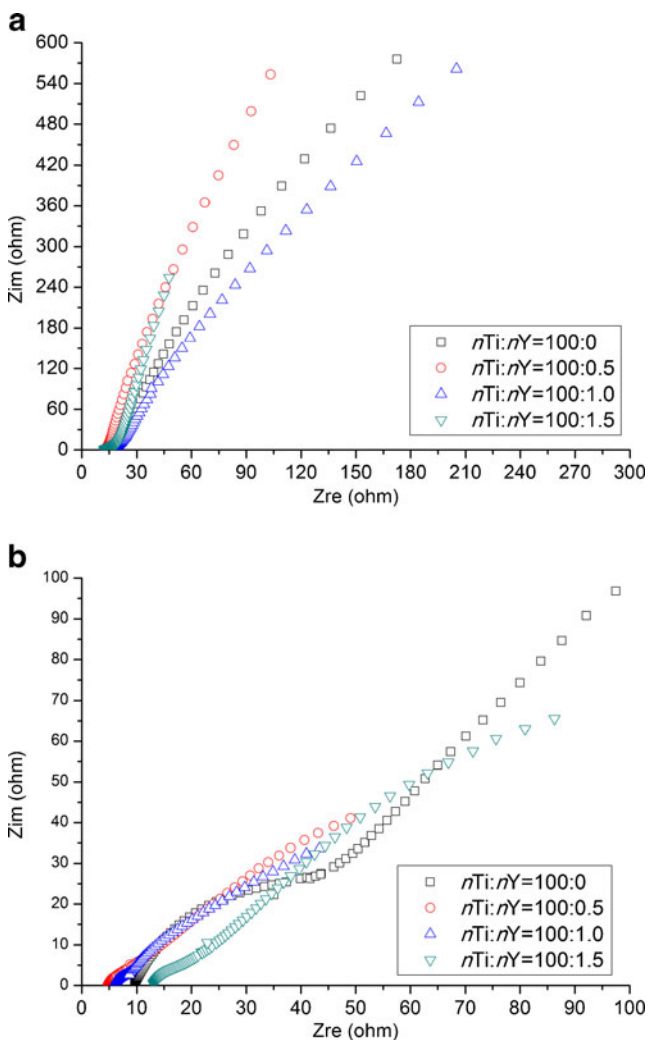 a
600
540
480
420
360
300
240
180
120
60
0
Zim (ohm)
nTi:nY=100:0
nTi:nY=100:0.5
nTi:nY=100:1.0
nTi:nY=100:1.5
0 30 60 90 120 150 180 210 240 270 300
Zre (ohm)
b
100
90
80
70
60
50
40
30
20
10
0
Zim (ohm)
nTi:nY=100:0
nTi:nY=100:0.5
nTi:nY=100:1.0
nTi:nY=100:1.5
0 10 20 30 40 50 60 70 80 90 100
Zre (ohm)